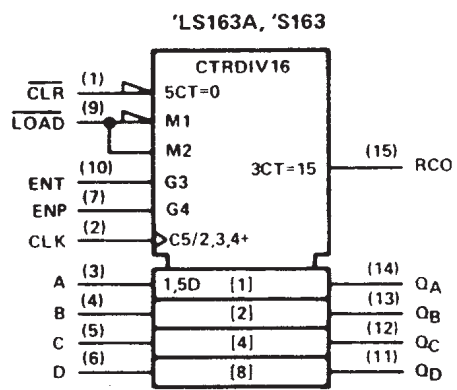 'LS163A, 'S163
CTRDIV16
CLR (1) 5CT=0
LOAD (9) M1
M2
3CT=15 (15) RCO
ENT (10) G3
ENP (7) G4
CLK (2) C5/2,3,4+
A (3) 1,5D [1] (14) QA
B (4) [2] (13) QB
C (5) [4] (12) QC
D (6) [8] (11) QD